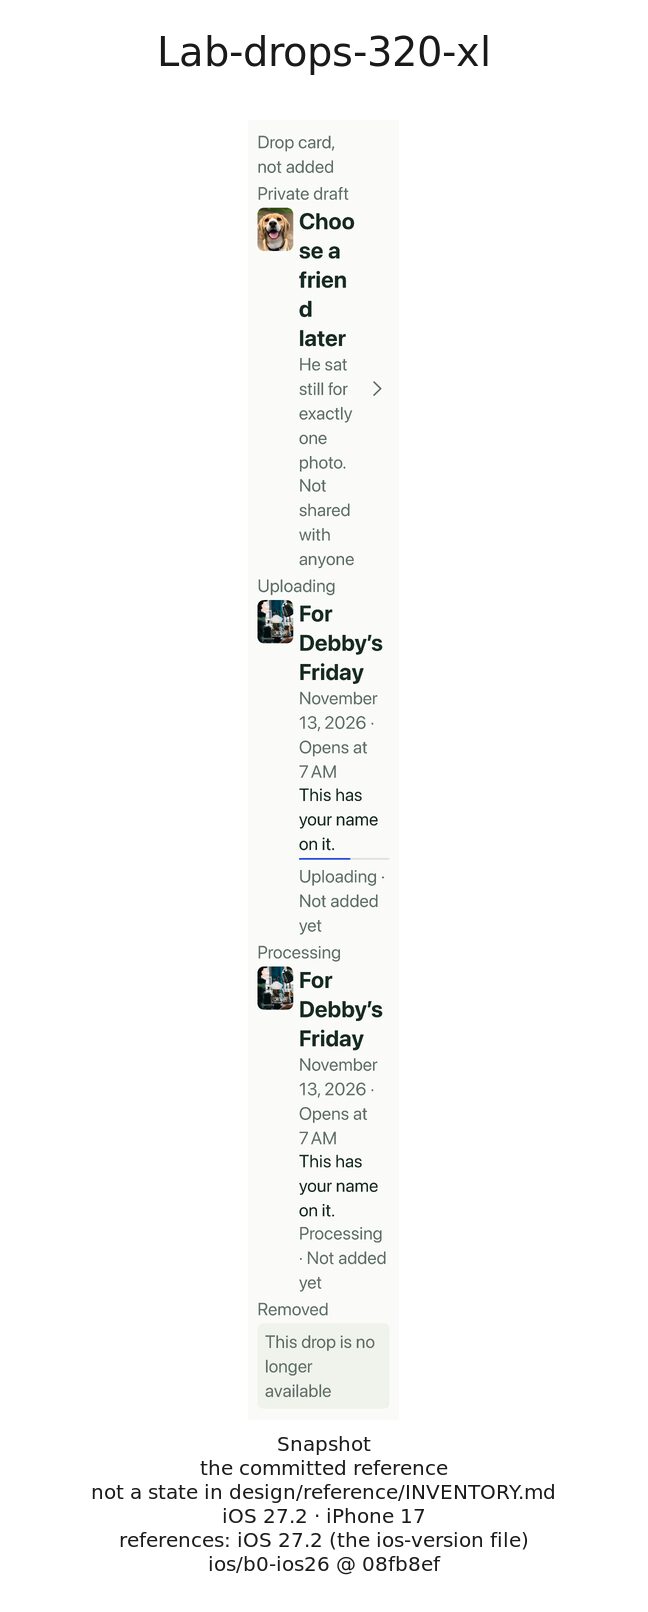 Lab-drops-320-xl
Drop card,
not added
Private draft
Choo
se a
frien
d
later
He sat
still for
exactly
one
photo.
Not
shared
with
anyone
Uploading
For
Debby’s
Friday
November
13, 2026 ·
Opens at
7 AM
This has
your name
on it.
Uploading ·
Not added
yet
Processing
For
Debby’s
Friday
November
13, 2026 ·
Opens at
7 AM
This has
your name
on it.
Processing
· Not added
yet
Removed
This drop is no
longer
available
Snapshot
the committed reference
not a state in design/reference/INVENTORY.md
iOS 27.2 · iPhone 17
references: iOS 27.2 (the ios-version file)
ios/b0-ios26 @ 08fb8ef